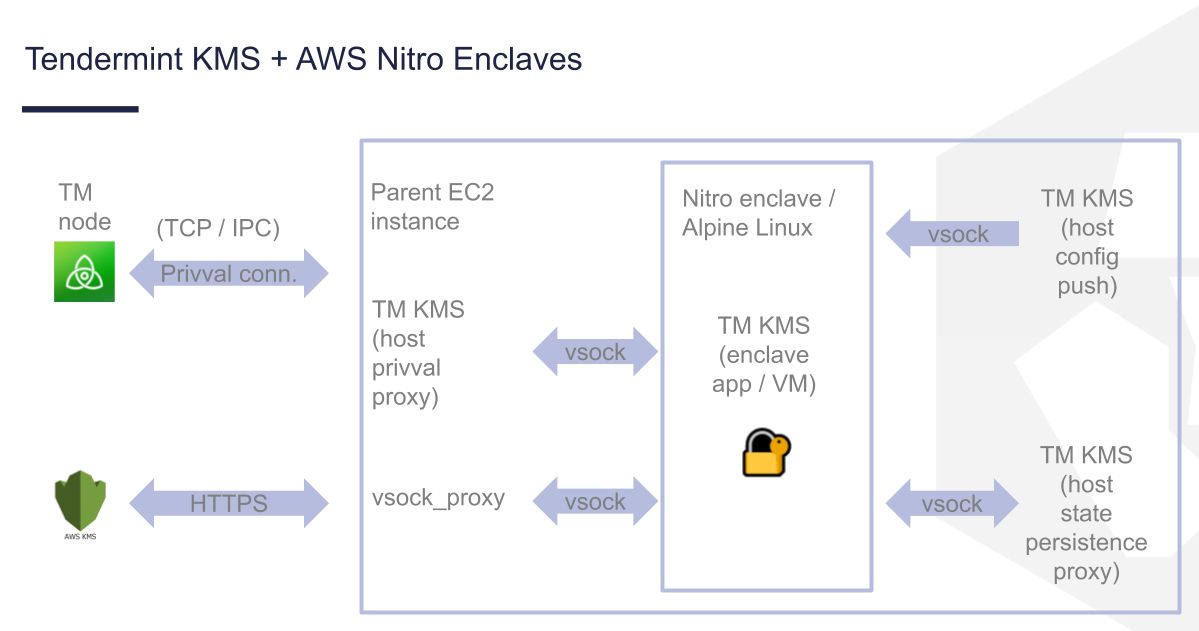 Tendermint KMS + AWS Nitro Enclaves
TM
node
(TCP / IPC)
Privval conn.
Parent EC2
instance
TM KMS
(host
privval
proxy)
vsock
Nitro enclave /
Alpine Linux
TM KMS
(enclave
app / VM)
vsock
TM KMS
(host
config
push)
AWS KMS
HTTPS
vsock_proxy
vsock
vsock
TM KMS
(host
state
persistence
proxy)